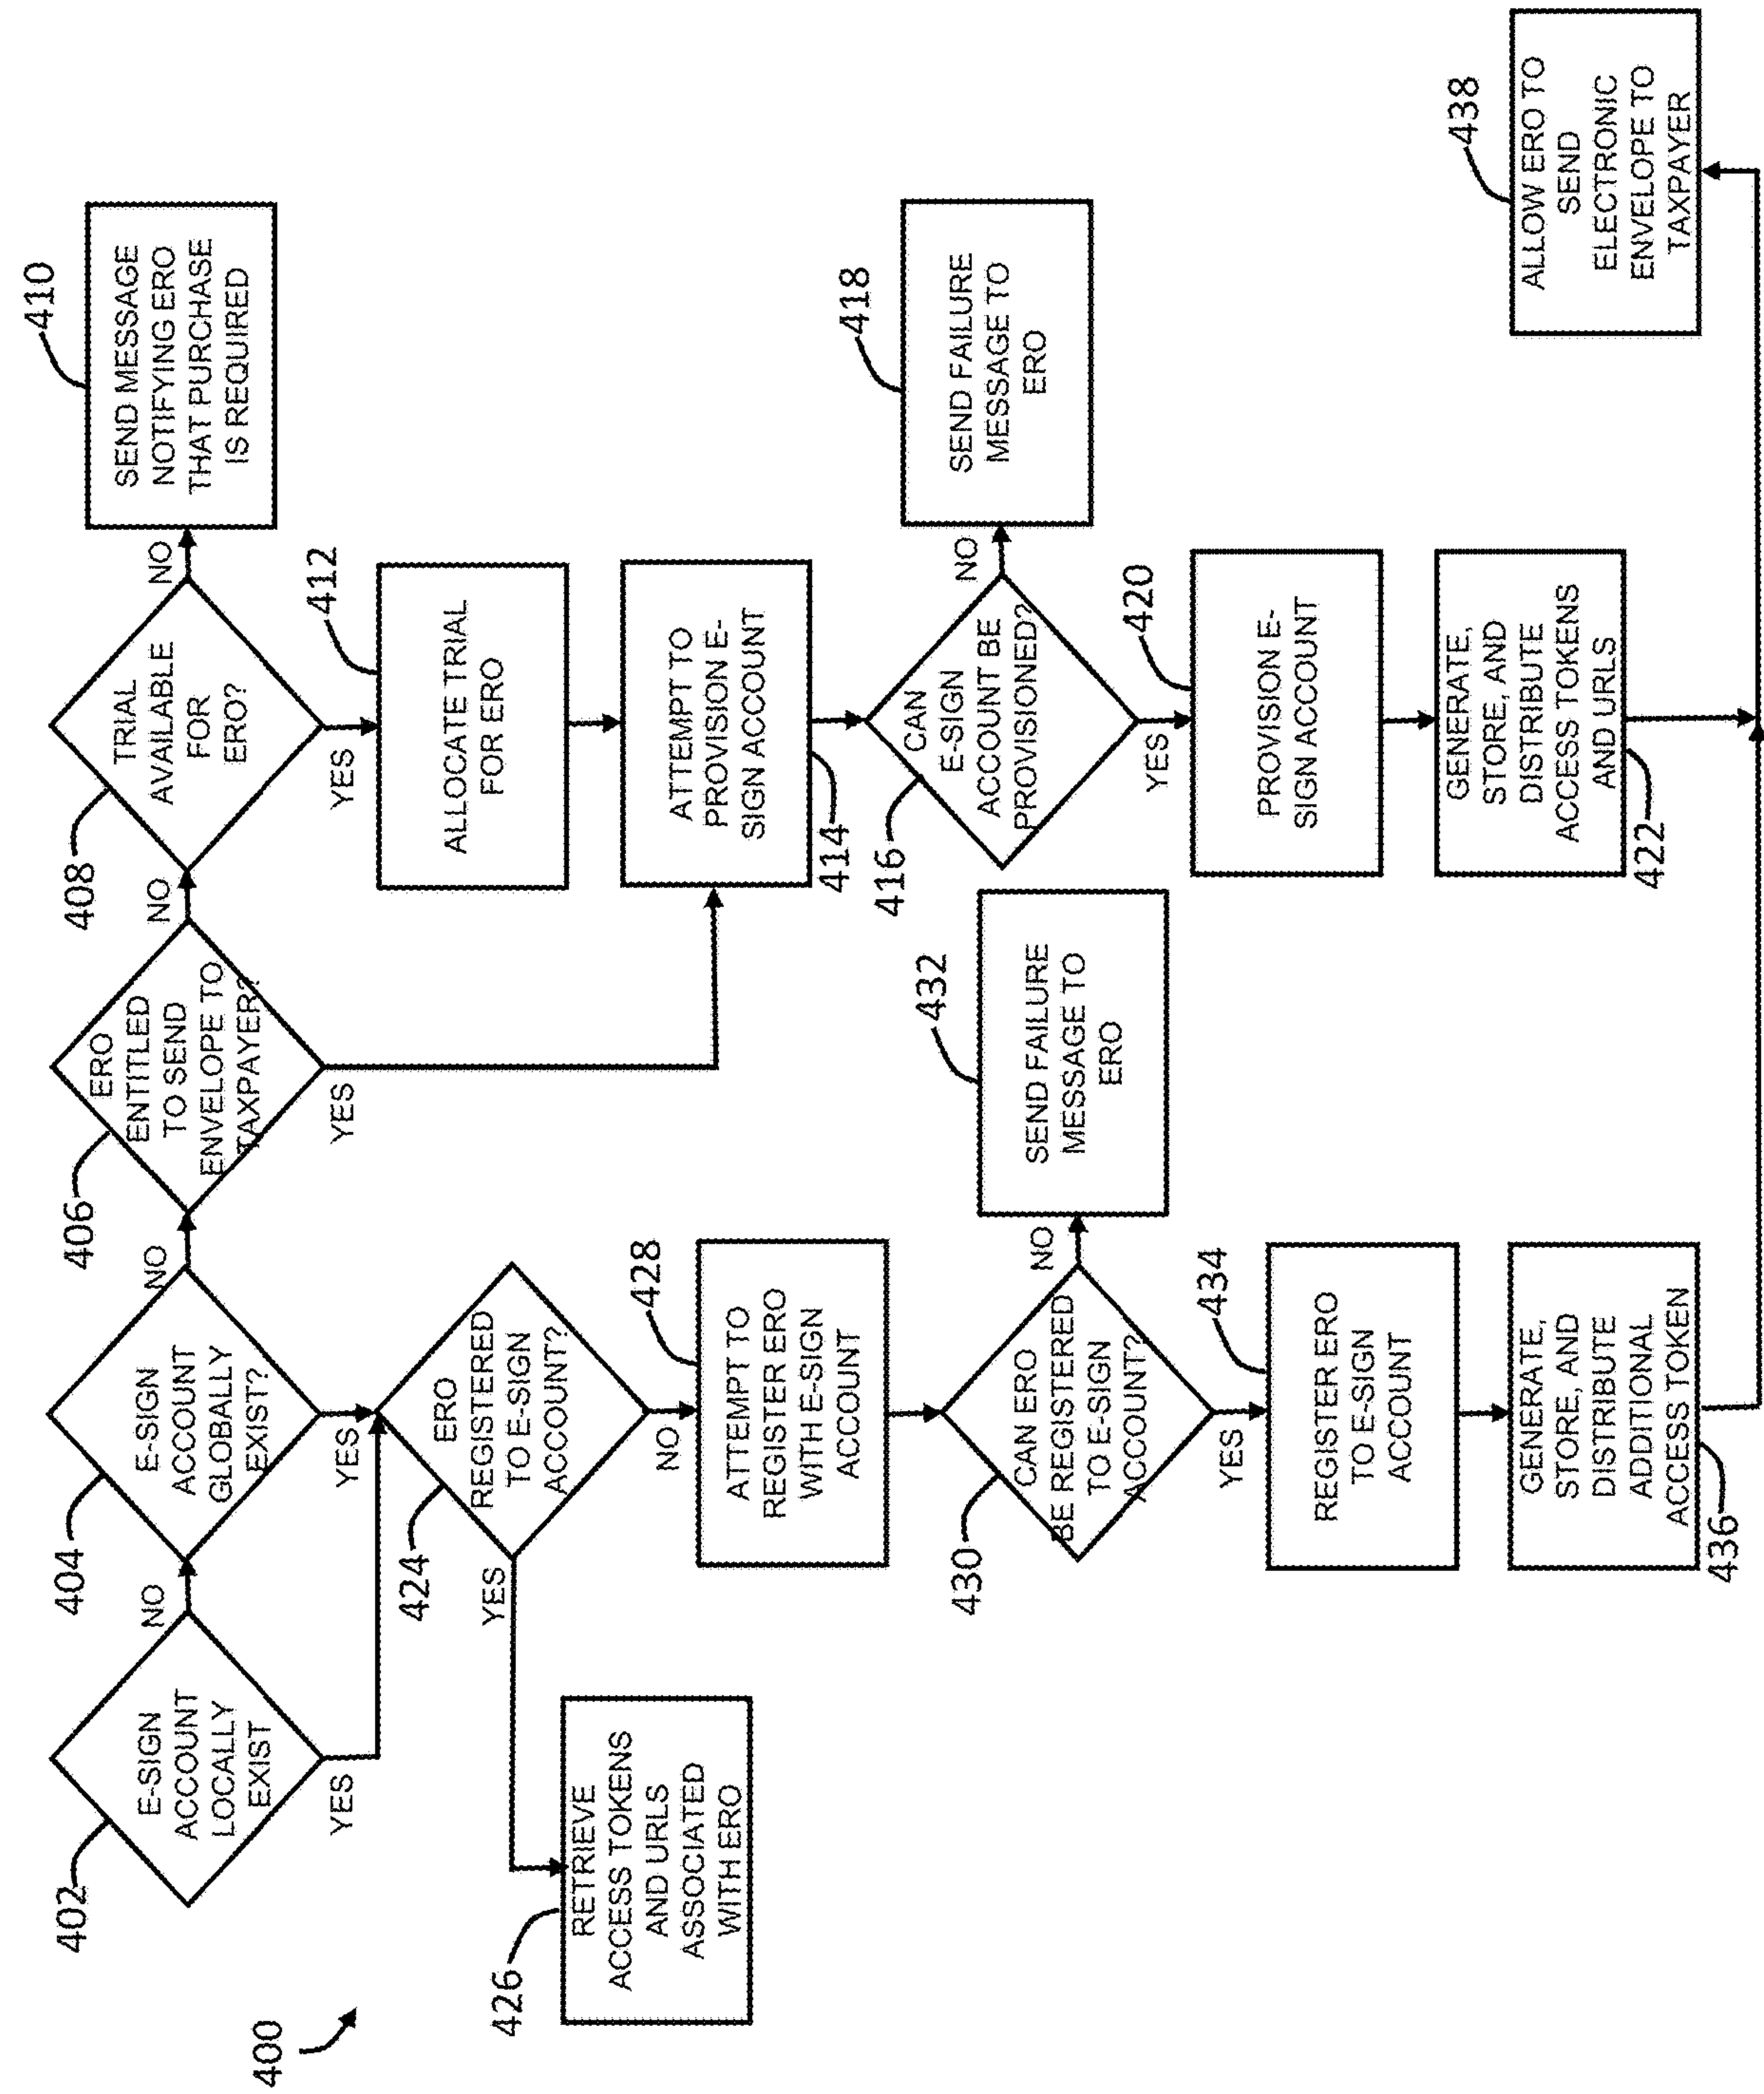 400
402
E-SIGN
ACCOUNT
LOCALLY
EXIST
NO
YES
404
E-SIGN
ACCOUNT
GLOBALLY
EXIST?
NO
YES
406
ERO
ENTITLED
TO SEND
ENVELOPE TO
TAXPAYER?
NO
YES
408
TRIAL
AVAILABLE
FOR
ERO?
NO
YES
410
SEND MESSAGE
NOTIFYING ERO
THAT PURCHASE
IS REQUIRED
412
ALLOCATE TRIAL
FOR ERO
ATTEMPT TO
PROVISION E-
SIGN ACCOUNT
414
416
CAN
E-SIGN
ACCOUNT BE
PROVISIONED?
NO
YES
418
SEND FAILURE
MESSAGE TO
ERO
420
PROVISION E-
SIGN ACCOUNT
GENERATE,
STORE, AND
DISTRIBUTE
ACCESS TOKENS
AND URLS
422
424
ERO
REGISTERED
TO E-SIGN
ACCOUNT?
YES
NO
426
RETRIEVE
ACCESS TOKENS
AND URLS
ASSOCIATED
WITH ERO
428
ATTEMPT TO
REGISTER ERO
WITH E-SIGN
ACCOUNT
430
CAN ERO
BE REGISTERED
TO E-SIGN
ACCOUNT?
NO
YES
432
SEND FAILURE
MESSAGE TO
ERO
434
REGISTER ERO
TO E-SIGN
ACCOUNT
GENERATE,
STORE, AND
DISTRIBUTE
ADDITIONAL
ACCESS TOKEN
436
438
ALLOW ERO TO
SEND
ELECTRONIC
ENVELOPE TO
TAXPAYER